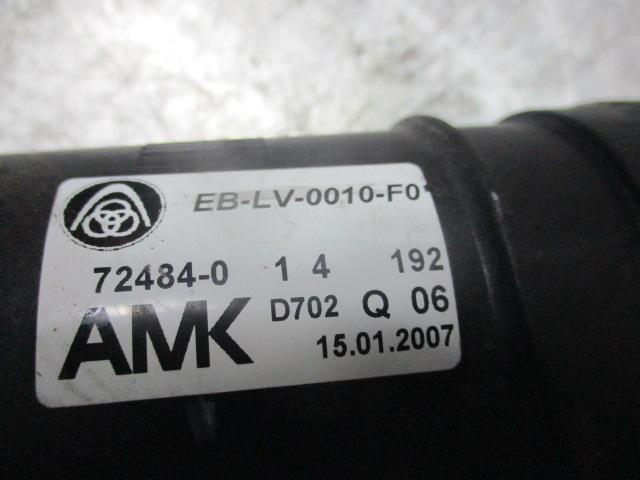 EB-LV-0010-F0
72484-0 1 4 192
AMK D702 Q 06
15.01.2007